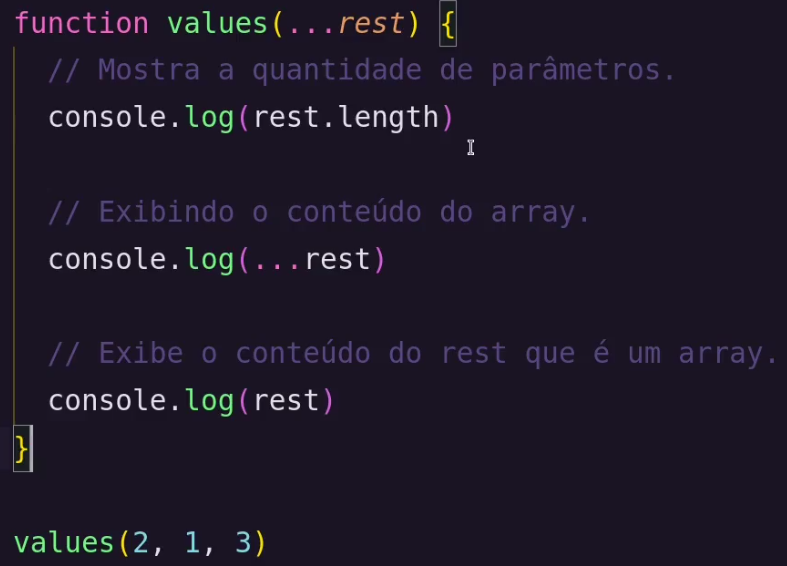 function values(...rest) {
// Mostra a quantidade de parâmetros.
console.log(rest.length)
// Exibindo o conteúdo do array.
console.log(...rest)
// Exibe o conteúdo do rest que é um array.
console.log(rest)
}
values(2, 1, 3)